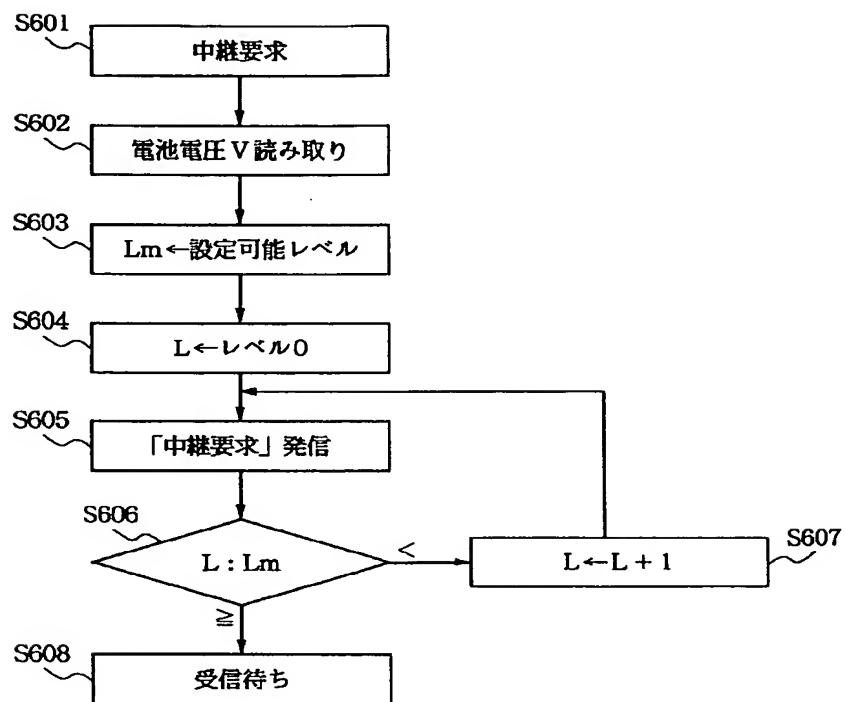 S601
中継要求
S602
電池電圧V読み取り
S603
Lm←設定可能レベル
S604
L←レベル0
S605
「中継要求」発信
S606
L : Lm
<
S607
L←L + 1
≧
S608
受信待ち